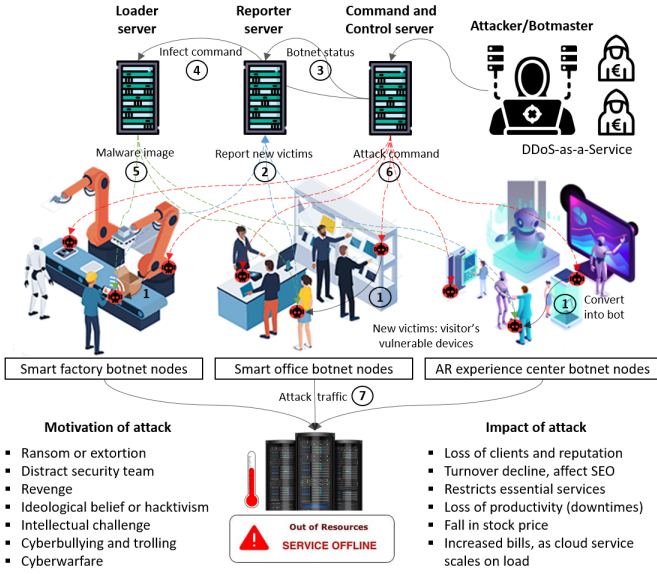 Loader
server
Reporter
server
Command and
Control server
Attacker/Botmaster
Infect command
4
Botnet status
3
€
€
DDoS-as-a-Service
Malware image
5
Report new victims
2
Attack command
6
1
1
1
Convert
into bot
New victims: visitor's
vulnerable devices
Smart factory botnet nodes
Smart office botnet nodes
AR experience center botnet nodes
Attack traffic
7
Motivation of attack
▪ Ransom or extortion
▪ Distract security team
▪ Revenge
▪ Ideological belief or hacktivism
▪ Intellectual challenge
▪ Cyberbullying and trolling
▪ Cyberwarfare
Out of Resources
SERVICE OFFLINE
Impact of attack
▪ Loss of clients and reputation
▪ Turnover decline, affect SEO
▪ Restricts essential services
▪ Loss of productivity (downtimes)
▪ Fall in stock price
▪ Increased bills, as cloud service
scales on load